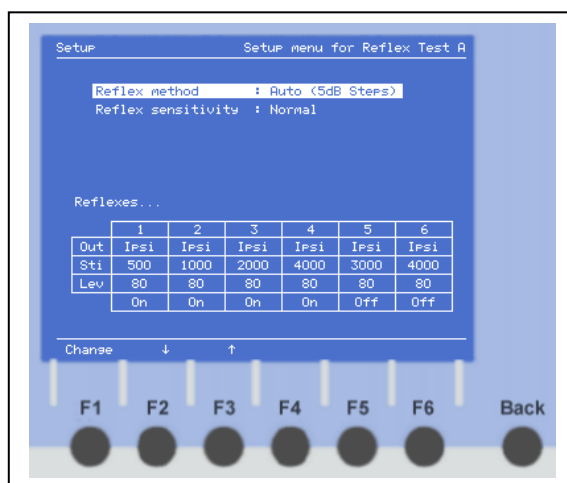 Setup Setup menu for Reflex Test A
Reflex method : Auto (5dB Steps)
Reflex sensitivity : Normal
Reflexes...
1 2 3 4 5 6
Out Ipsi Ipsi Ipsi Ipsi Ipsi Ipsi
Sti 500 1000 2000 4000 3000 4000
Lev 80 80 80 80 80 80
On On On On Off Off
Change ↓ ↑
F1 F2 F3 F4 F5 F6 Back